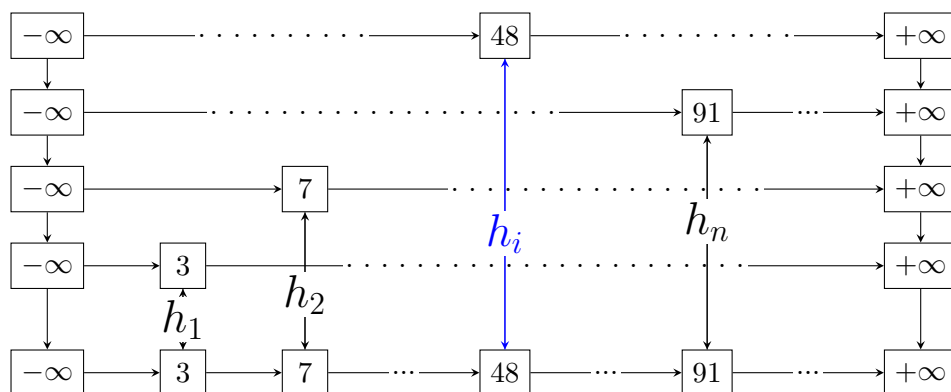 −∞ · · · · · · · · · · 48 · · · · · · · · · · +∞
−∞ · · · · · · · · · · · · · · · · · · · · 91 ... +∞
−∞ 7 · · · · · · · · · · · · · · · · · · +∞
h_i h_n
−∞ 3 · · · · · · · · · · · · · · · · · · · · · · · +∞
h_1 h_2
−∞ 3 7 ... 48 ... 91 ... +∞